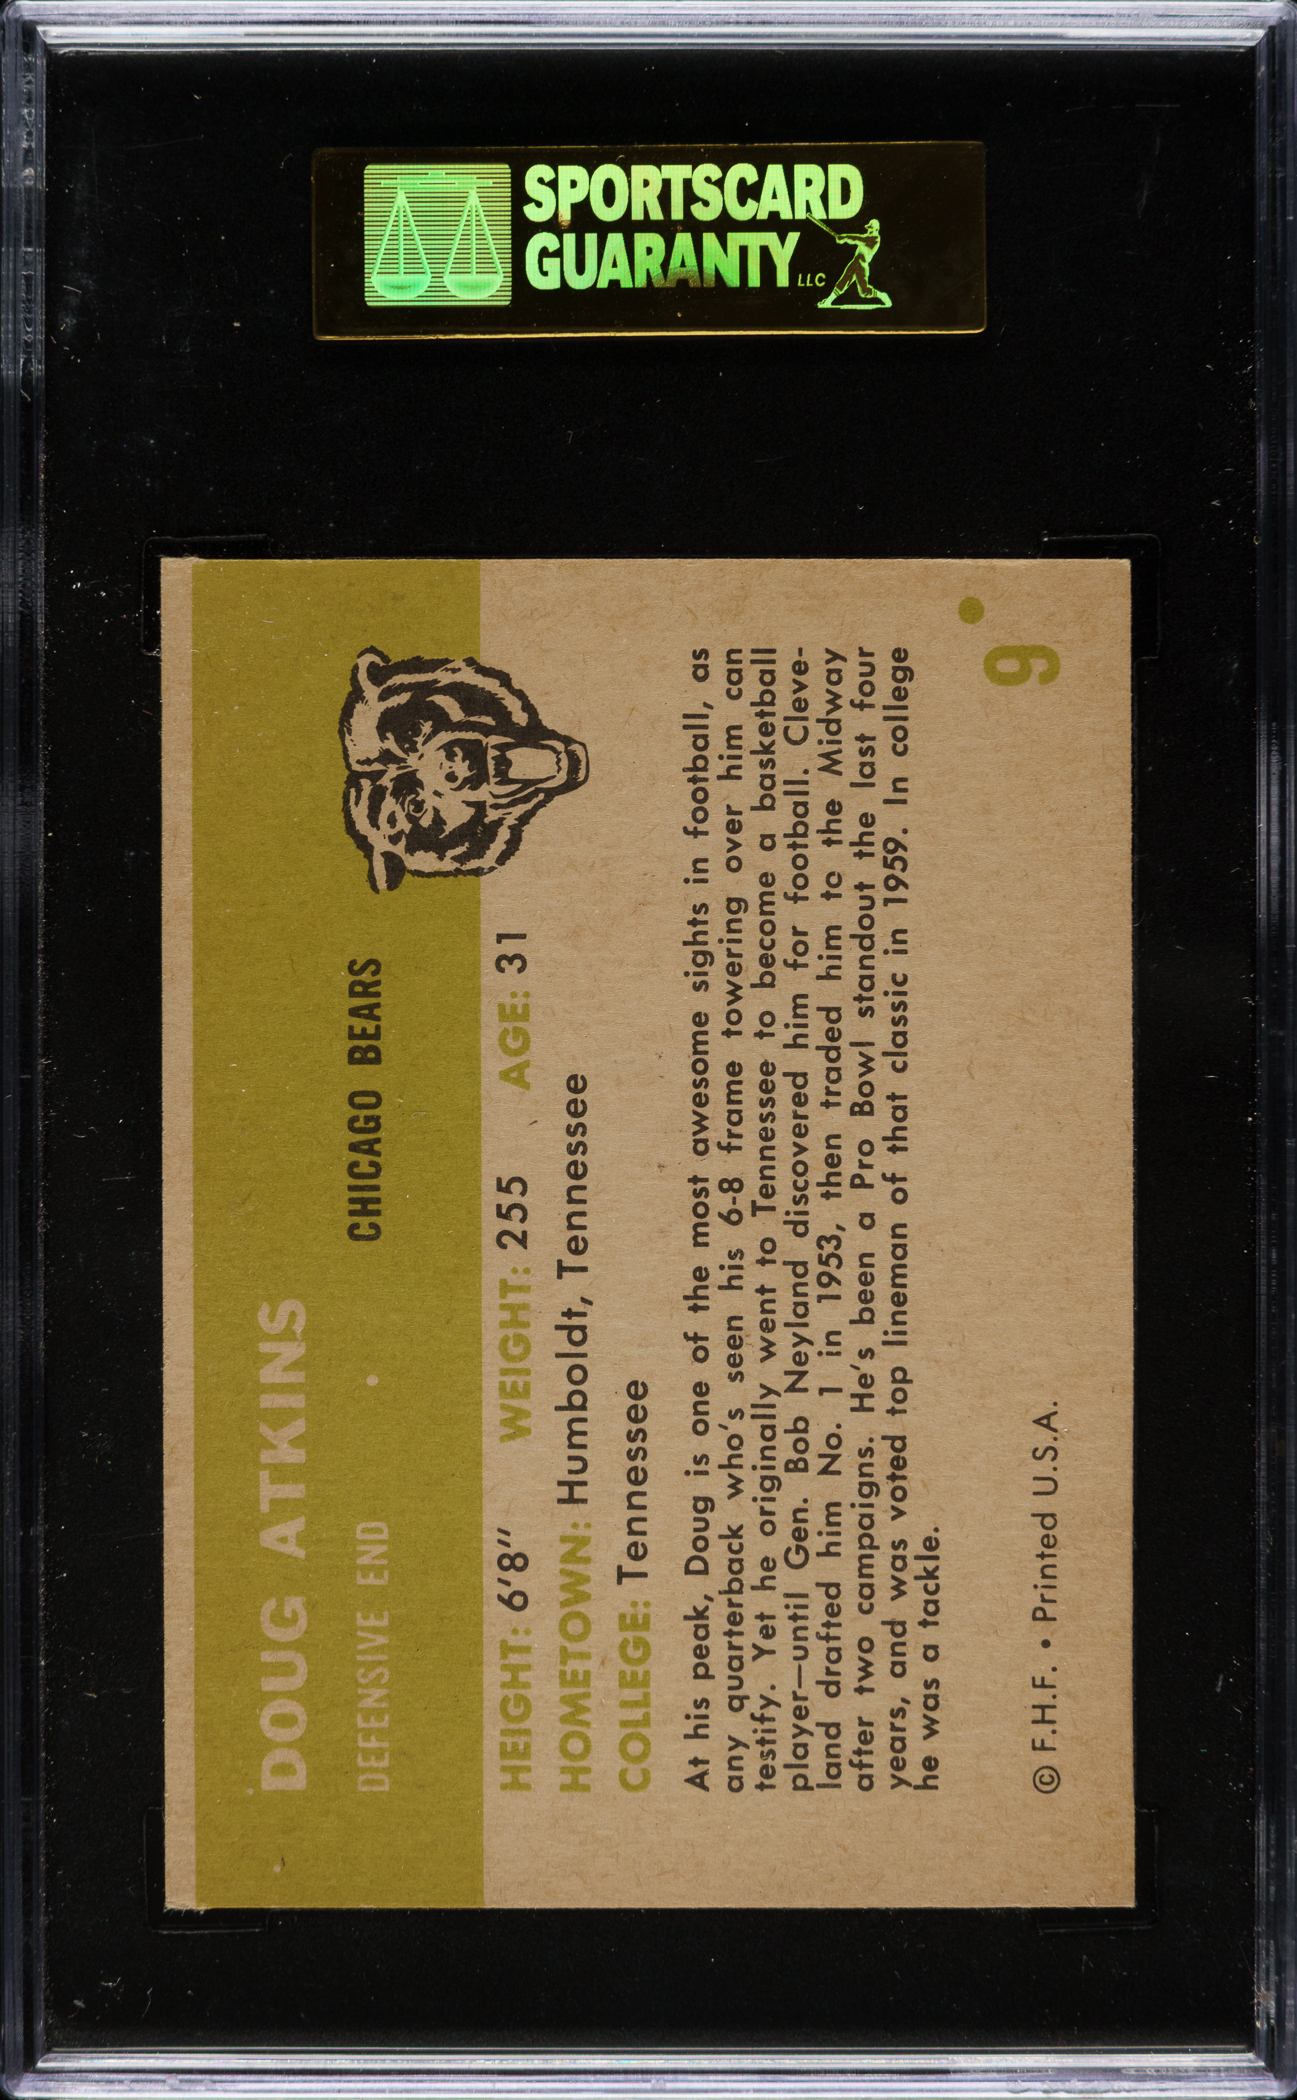 SPORTSCARD
GUARANTY LLC
DOUG ATKINS
DEFENSIVE END • CHICAGO BEARS
HEIGHT: 6'8" WEIGHT: 255 AGE: 31
HOMETOWN: Humboldt, Tennessee
COLLEGE: Tennessee
At his peak, Doug is one of the most awesome sights in football, as
any quarterback who's seen his 6-8 frame towering over him can
testify. Yet he originally went to Tennessee to become a basketball
player—until Gen. Bob Neyland discovered him for football. Cleve-
land drafted him No. 1 in 1953, then traded him to the Midway
after two campaigns. He's been a Pro Bowl standout the last four
years, and was voted top lineman of that classic in 1959. In college
he was a tackle.
© F.H.F. • Printed U.S.A.
9